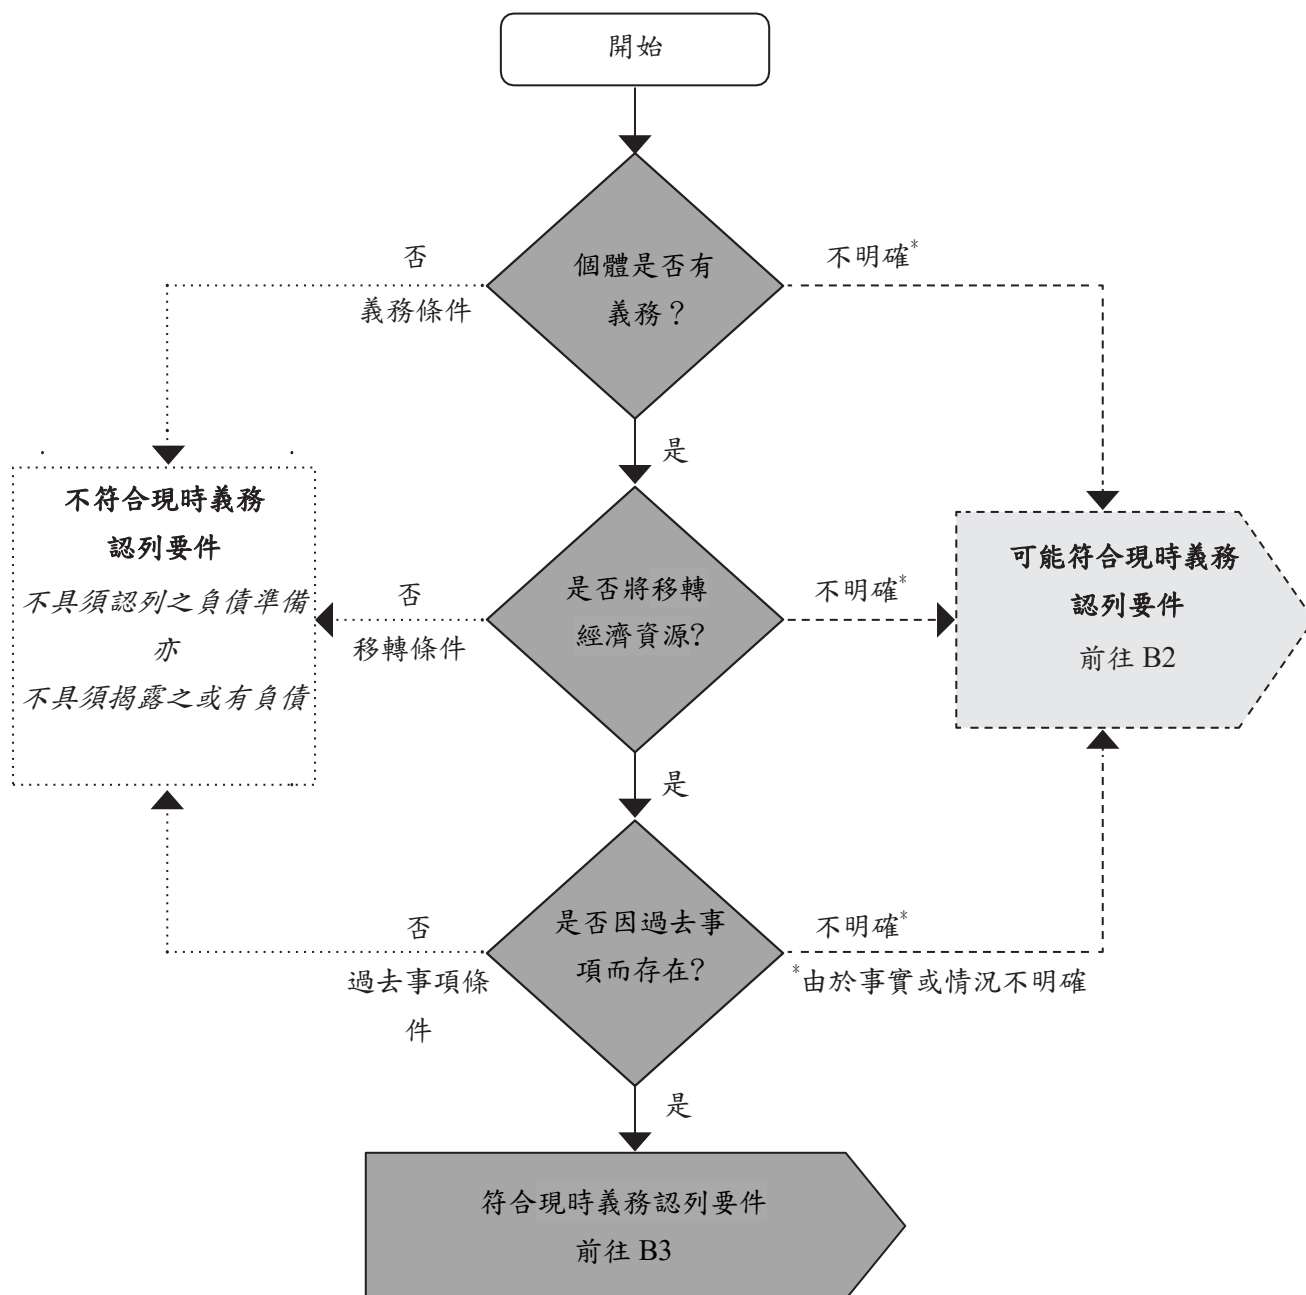 開始
否
義務條件
個體是否有
義務？
不明確*
是
不符合現時義務
認列要件
不具須認列之負債準備
亦
不具須揭露之或有負債
否
移轉條件
是否將移轉
經濟資源?
不明確*
可能符合現時義務
認列要件
前往 B2
是
否
過去事項條
件
是否因過去事
項而存在?
不明確*
*由於事實或情況不明確
是
符合現時義務認列要件
前往 B3